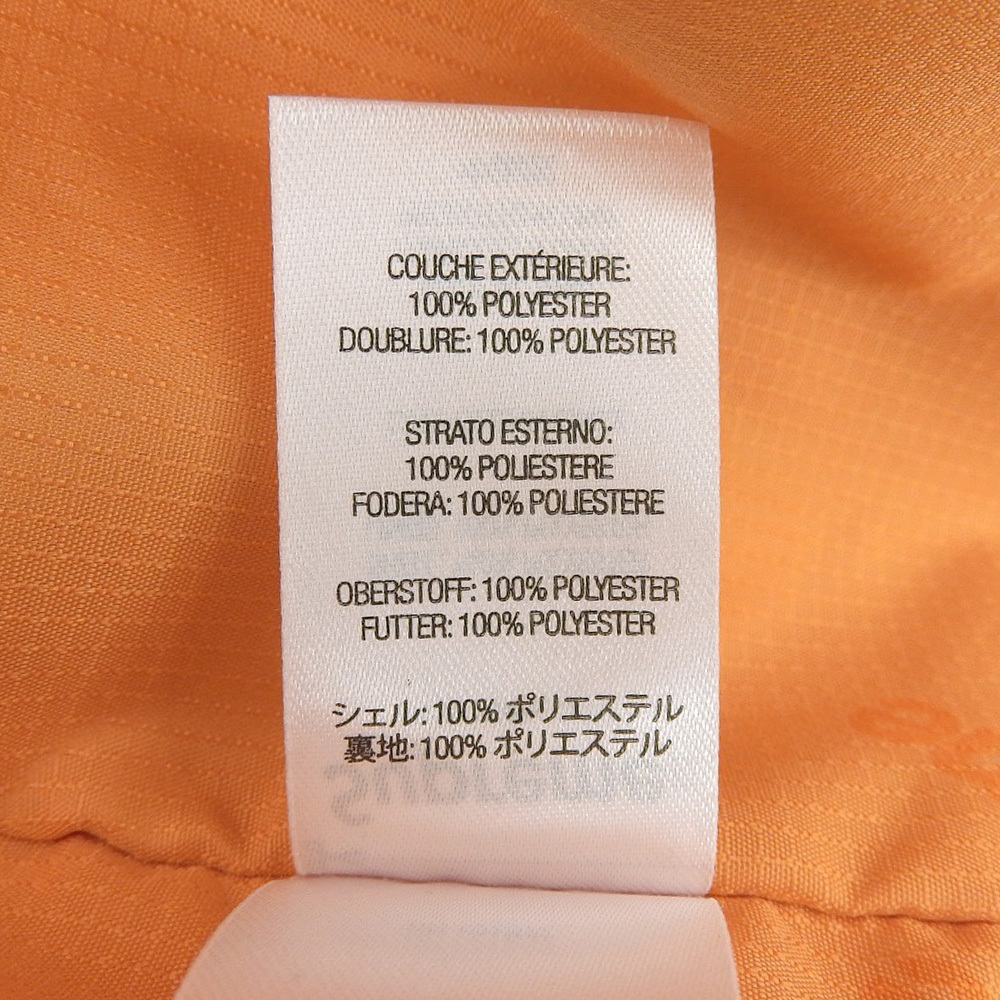 COUCHE EXTÉRIEURE:
100% POLYESTER
DOUBLURE: 100% POLYESTER
STRATO ESTERNO:
100% POLIESTERE
FODERA: 100% POLIESTERE
OBERSTOFF: 100% POLYESTER
FUTTER: 100% POLYESTER
シェル: 100% ポリエステル
裏地: 100% ポリエステル